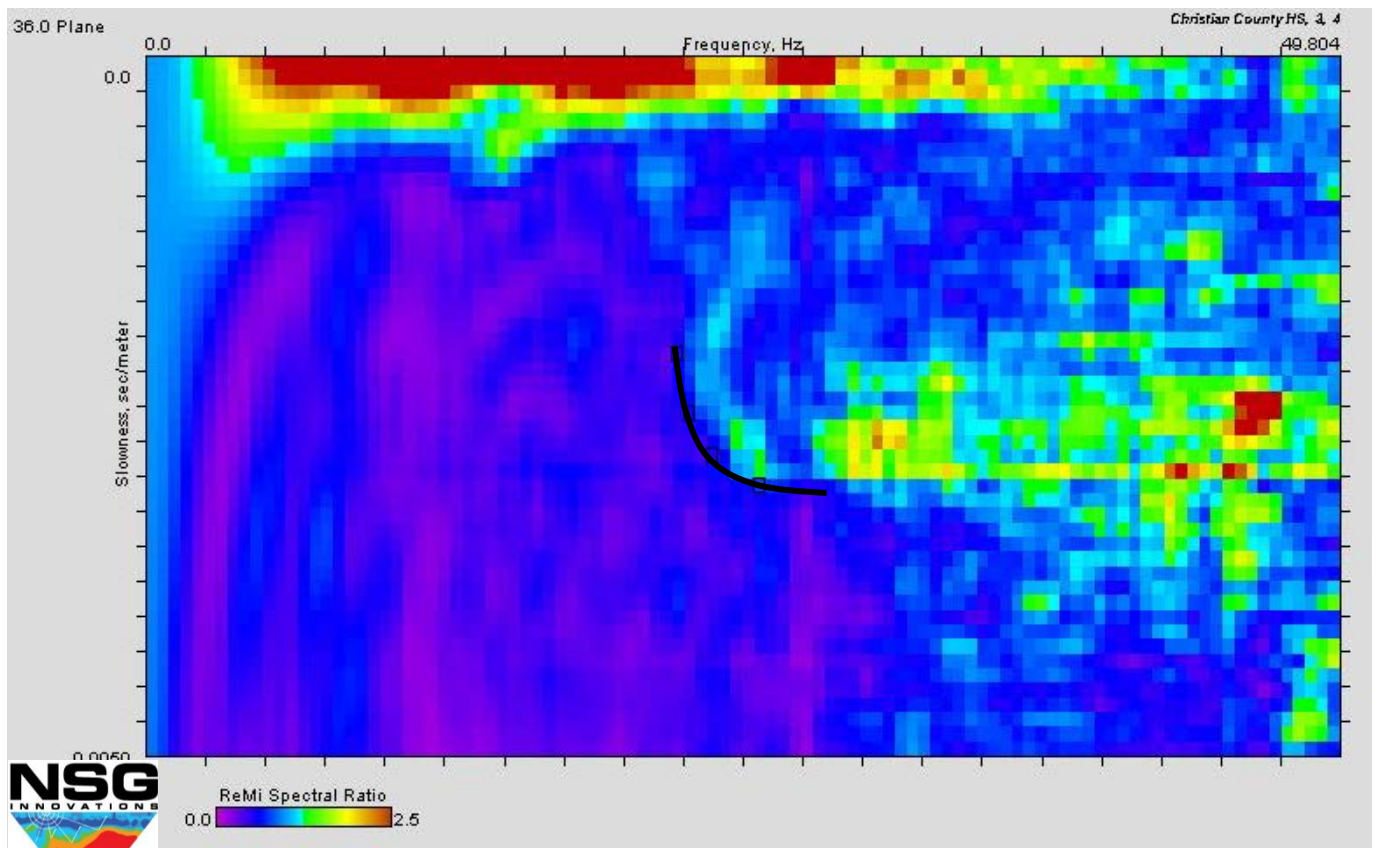 36.0 Plane
Christian County HS, 3, 4
0.0
Frequency, Hz
49.804
0.0
Slowness, sec/meter
0.0050
NSG
INNOVATIONS
ReMi Spectral Ratio
0.0
2.5